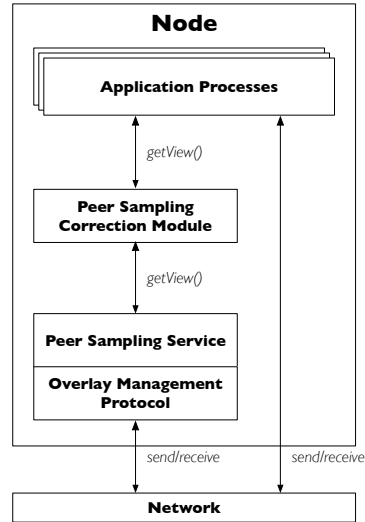 Node
Application Processes
getView()
Peer Sampling
Correction Module
getView()
Peer Sampling Service
Overlay Management
Protocol
send/receive
send/receive
Network